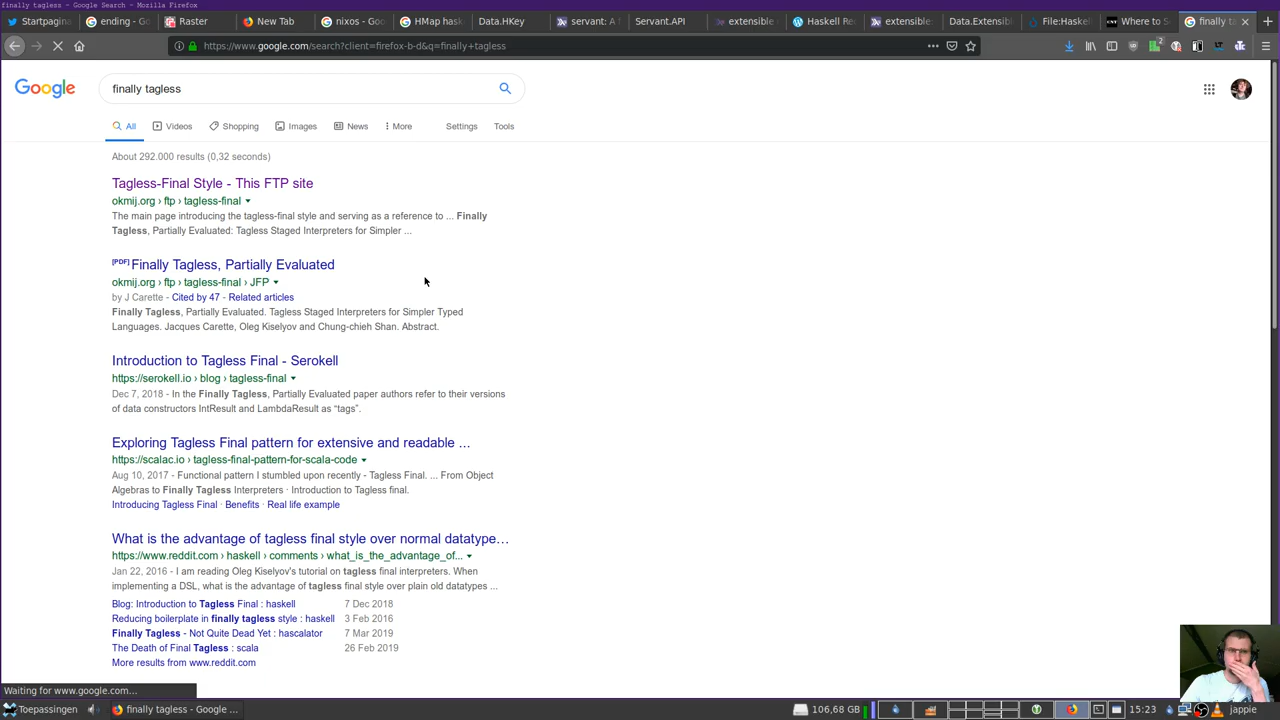 finally tagless - Google Search - Mozilla Firefox
Startpagina
ending - Go
Raster
New Tab
nixos - Goo
HMap hask
Data.HKey
servant: A f
Servant.API
extensible
Haskell Re
extensible:
Data.Extensibl
File:Haskell
Where to Sa
finally ta
https://www.google.com/search?client=firefox-b-d&q=finally+tagless
Google
finally tagless
All
Videos
Shopping
Images
News
More
Settings
Tools
About 292.000 results (0,32 seconds)
Tagless-Final Style - This FTP site
okmij.org › ftp › tagless-final
The main page introducing the tagless-final style and serving as a reference to ... Finally
Tagless, Partially Evaluated: Tagless Staged Interpreters for Simpler ...
[PDF] Finally Tagless, Partially Evaluated
okmij.org › ftp › tagless-final › JFP
by J Carette - Cited by 47 - Related articles
Finally Tagless, Partially Evaluated. Tagless Staged Interpreters for Simpler Typed
Languages. Jacques Carette, Oleg Kiselyov and Chung-chieh Shan. Abstract.
Introduction to Tagless Final - Serokell
https://serokell.io › blog › tagless-final
Dec 7, 2018 - In the Finally Tagless, Partially Evaluated paper authors refer to their versions
of data constructors IntResult and LambdaResult as “tags”.
Exploring Tagless Final pattern for extensive and readable ...
https://scalac.io › tagless-final-pattern-for-scala-code
Aug 10, 2017 - Functional pattern I stumbled upon recently - Tagless Final. ... From Object
Algebras to Finally Tagless Interpreters · Introduction to Tagless final.
Introducing Tagless Final · Benefits · Real life example
What is the advantage of tagless final style over normal datatype…
https://www.reddit.com › haskell › comments › what_is_the_advantage_of...
Jan 22, 2016 - I am reading Oleg Kiselyov's tutorial on tagless final interpreters. When
implementing a DSL, what is the advantage of tagless final style over plain old datatypes ...
Blog: Introduction to Tagless Final : haskell 7 Dec 2018
Reducing boilerplate in finally tagless style : haskell 3 Feb 2016
Finally Tagless - Not Quite Dead Yet : hascalator 7 Mar 2019
The Death of Final Tagless : scala 26 Feb 2019
More results from www.reddit.com
Waiting for www.google.com...
Toepassingen
finally tagless - Google ...
106,68 GB
15:23
jappie